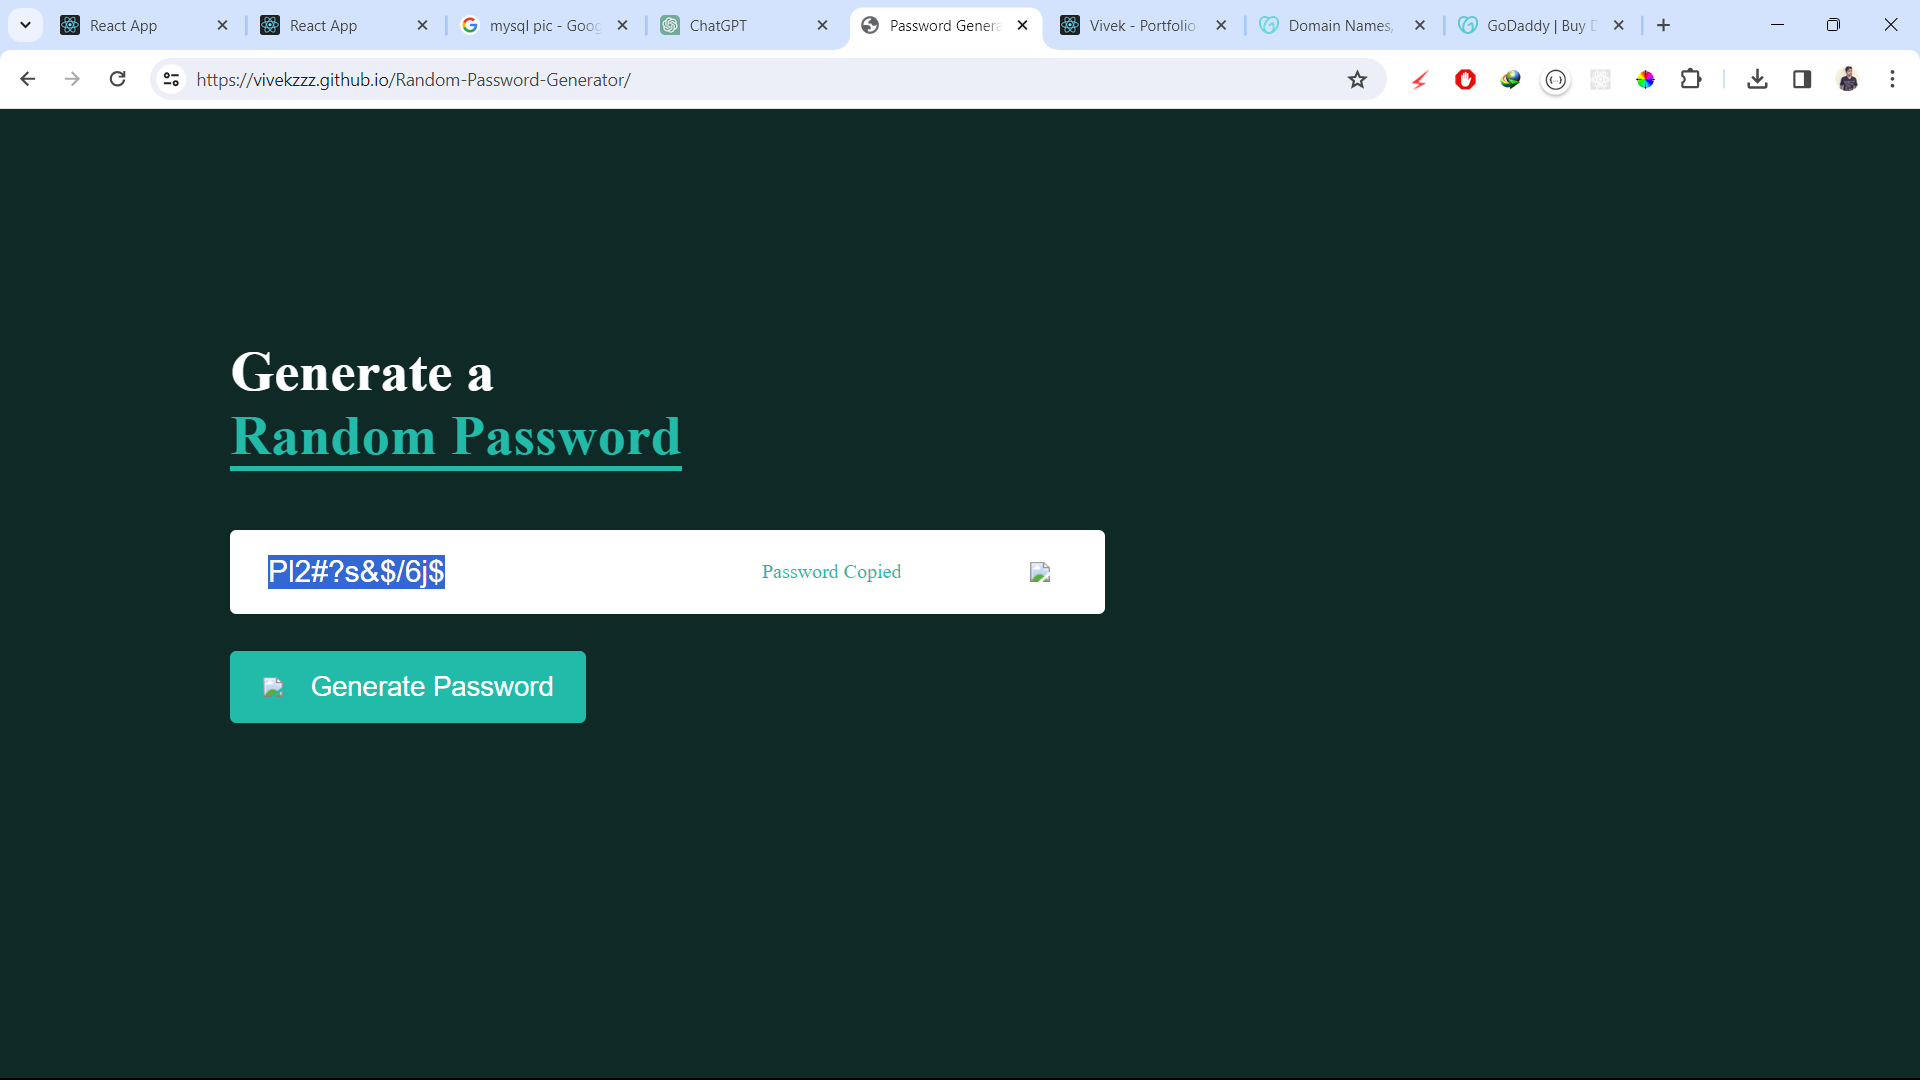 React App
React App
mysql pic - Goog
ChatGPT
Password Genera
Vivek - Portfolio
Domain Names,
GoDaddy | Buy D
https://vivekzzz.github.io/Random-Password-Generator/
Generate a
Random Password
Pl2#?s&$/6j$
Password Copied
Generate Password